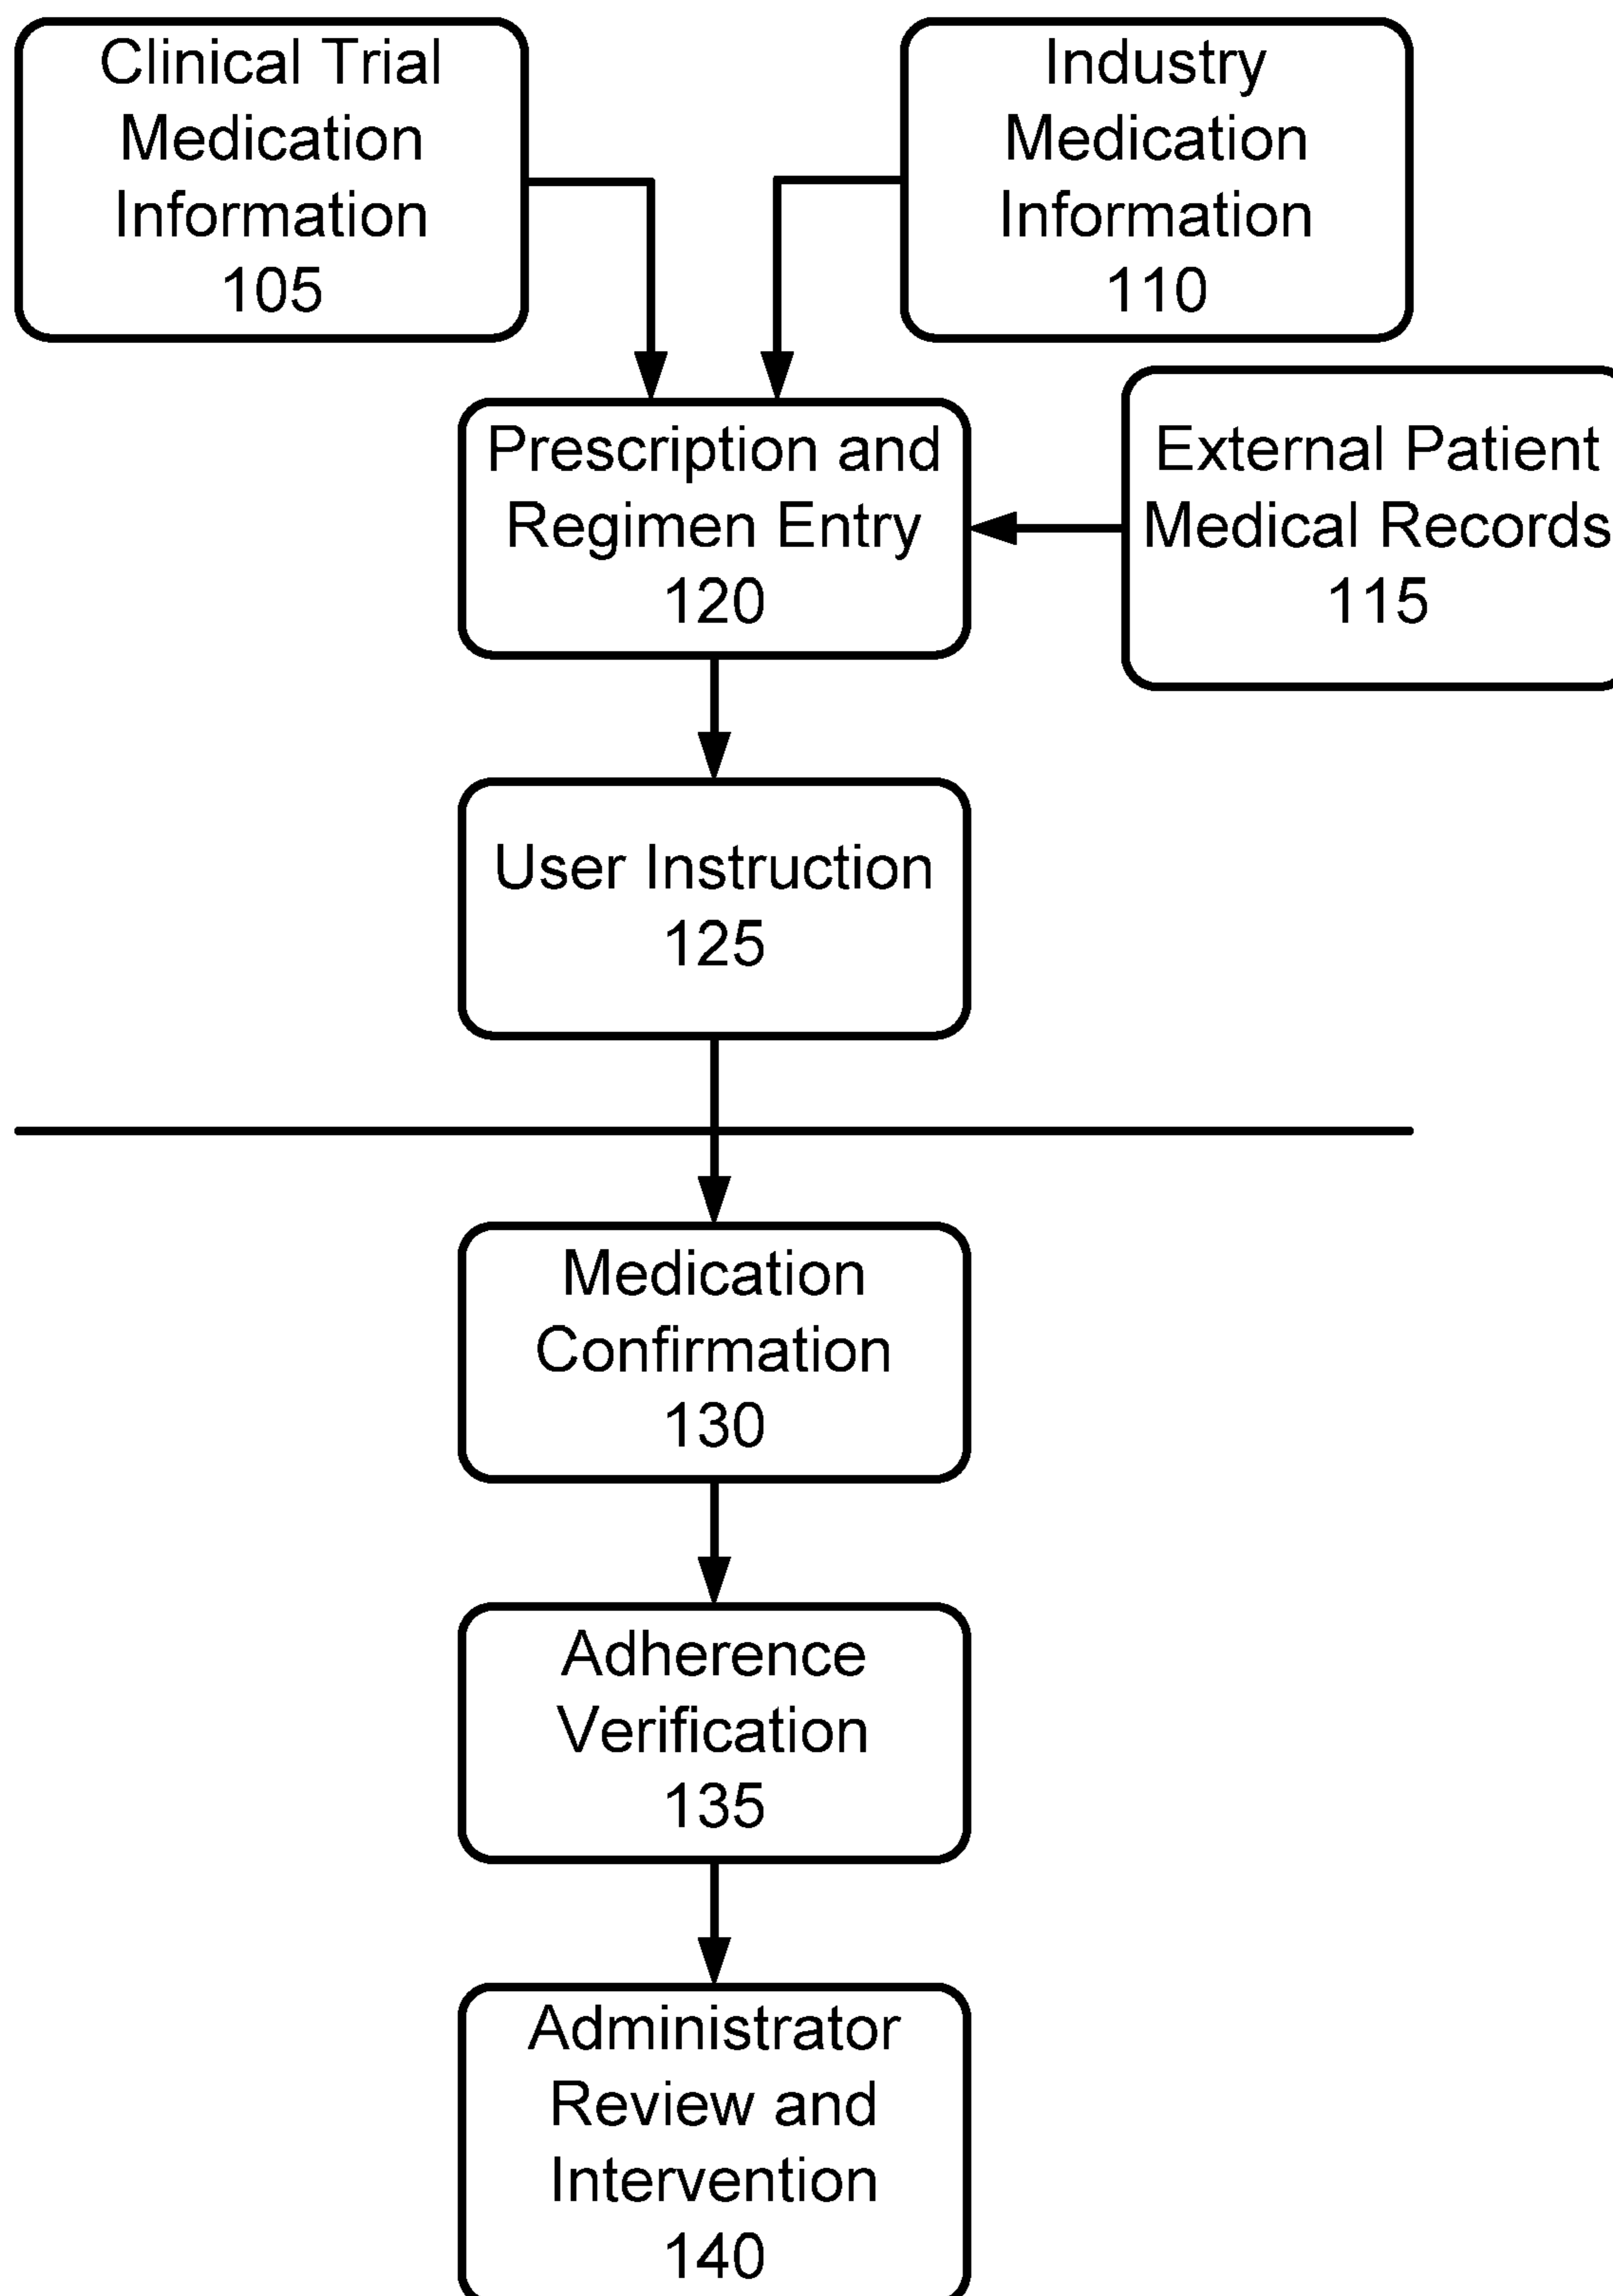 Clinical Trial
Medication
Information
105
Industry
Medication
Information
110
Prescription and
Regimen Entry
120
External Patient
Medical Records
115
User Instruction
125
Medication
Confirmation
130
Adherence
Verification
135
Administrator
Review and
Intervention
140